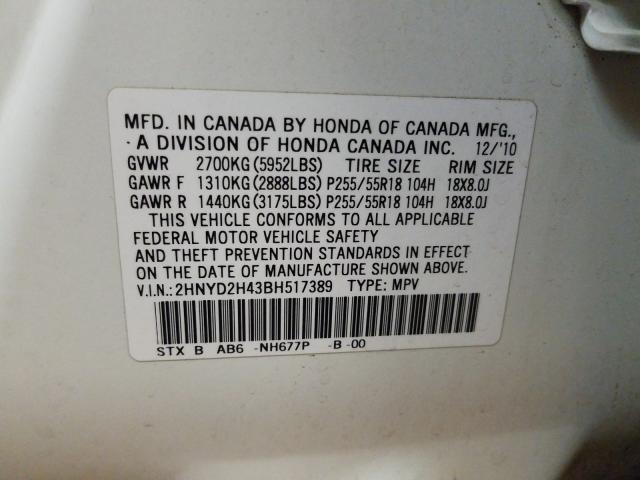 MFD. IN CANADA BY HONDA OF CANADA MFG.,
A DIVISION OF HONDA CANADA INC. 12/'10
GVWR 2700KG(5952LBS) TIRE SIZE RIM SIZE
GAWR F 1310KG(2888LBS) P255/55R18 104H 18X8.0J
GAWR R 1440KG(3175LBS) P255/55R18 104H 18X8.0J
THIS VEHICLE CONFORMS TO ALL APPLICABLE
FEDERAL MOTOR VEHICLE SAFETY
AND THEFT PREVENTION STANDARDS IN EFFECT
ON THE DATE OF MANUFACTURE SHOWN ABOVE.
V.I.N.:2HNYD2H43BH517389 TYPE: MPV
STX B AB6 -NH677P -B -00